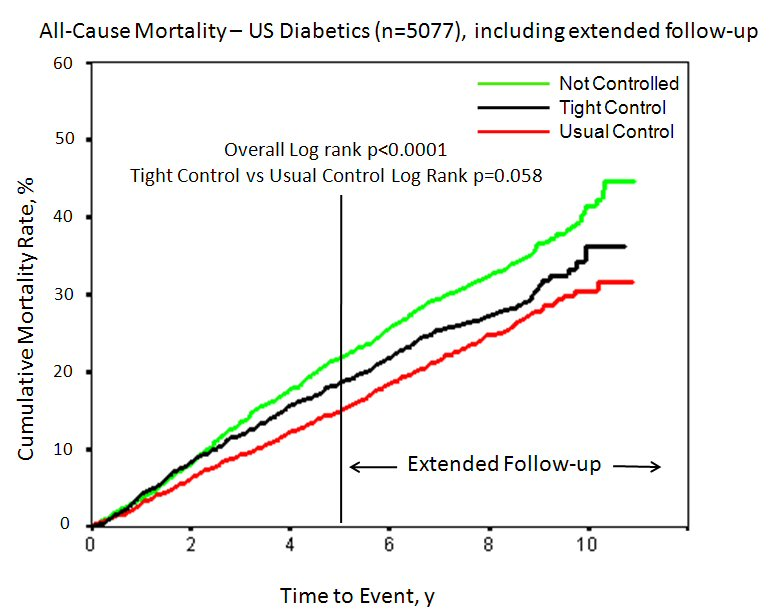 All-Cause Mortality – US Diabetics (n=5077), including extended follow-up
60
50
40
30
20
10
0
Cumulative Mortality Rate, %
Not Controlled
Tight Control
Usual Control
Overall Log rank p<0.0001
Tight Control vs Usual Control Log Rank p=0.058
Extended Follow-up
0 2 4 6 8 10
Time to Event, y